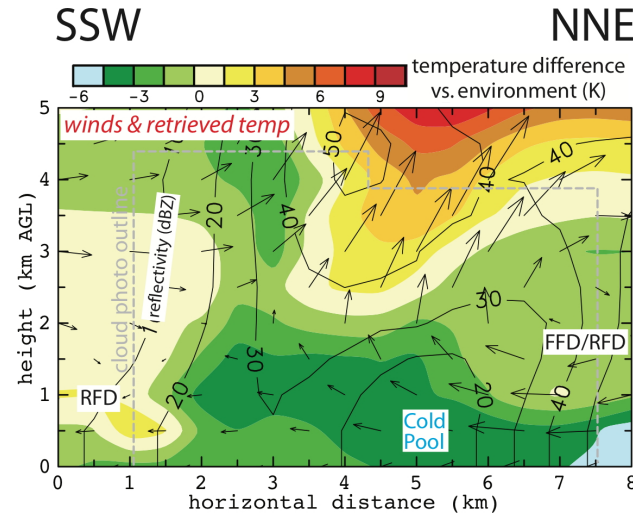 SSW
NNE
temperature difference
vs. environment (K)
-6 -3 0 3 6 9
winds & retrieved temp
cloud photo outline
(reflectivity (dBZ)
RFD
FFD/RFD
Cold
Pool
50
40
40
40
30
20
30
20
30
20
40
height (km AGL)
5
4
3
2
1
0
0 1 2 3 4 5 6 7 8
horizontal distance (km)